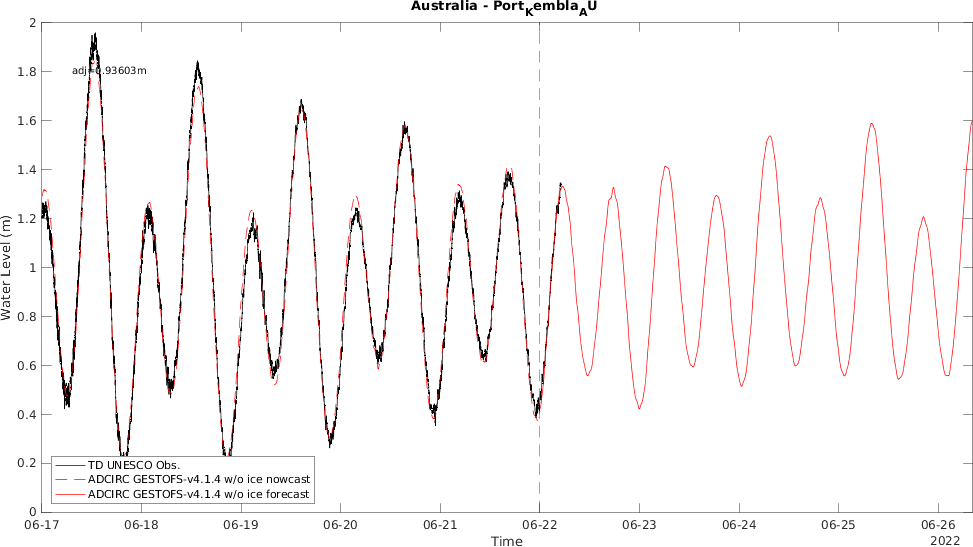 Australia - PortKemblaAU
adj=0.93603m
Water Level (m)
2
1.8
1.6
1.4
1.2
1
0.8
0.6
0.4
0.2
0
TD UNESCO Obs.
ADCIRC GESTOFS-v4.1.4 w/o ice nowcast
ADCIRC GESTOFS-v4.1.4 w/o ice forecast
06-17 06-18 06-19 06-20 06-21 06-22 06-23 06-24 06-25 06-26
Time
2022